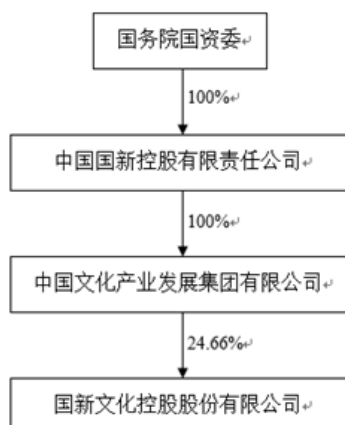 国务院国资委
100%
中国国新控股有限责任公司
100%
中国文化产业发展集团有限公司
24.66%
国新文化控股股份有限公司